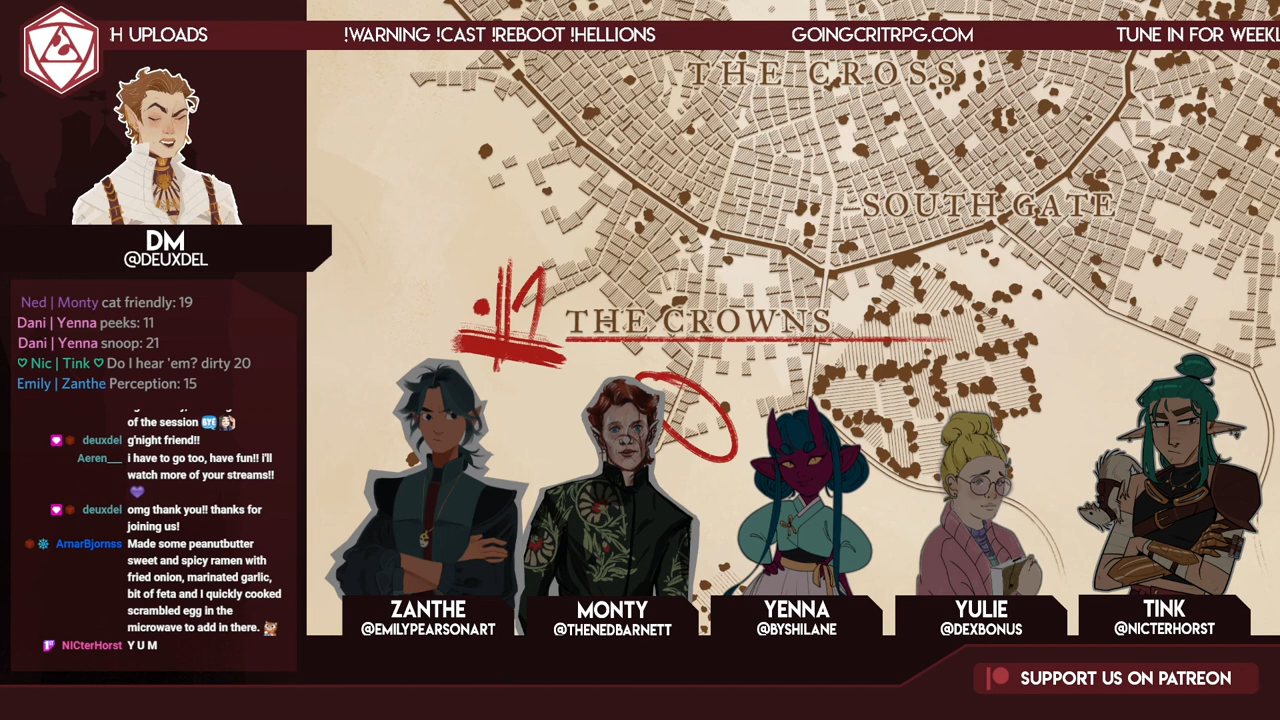 H UPLOADS
!WARNING !CAST !REBOOT !HELLIONS
GOINGCRITRPG.COM
TUNE IN FOR WEEKL
THE CROSS
SOUTH GATE
THE CROWNS
DM
@DEUXDEL
Ned | Monty cat friendly: 19
Dani | Yenna peeks: 11
Dani | Yenna snoop: 21
♡ Nic | Tink ♡ Do I hear 'em? dirty 20
Emily | Zanthe Perception: 15
of the session BYE
deuxdel g'night friend!!
Aeren___ i have to go too, have fun!! i'll
watch more of your streams!!
deuxdel omg thank you!! thanks for
joining us!
ArnarBjornss Made some peanutbutter
sweet and spicy ramen with
fried onion, marinated garlic,
bit of feta and I quickly cooked
scrambled egg in the
microwave to add in there.
NICterHorst Y U M
ZANTHE
@EMILYPEARSONART
MONTY
@THENEDBARNETT
YENNA
@BYSHILANE
YULIE
@DEXBONUS
TINK
@NICTERHORST
SUPPORT US ON PATREON